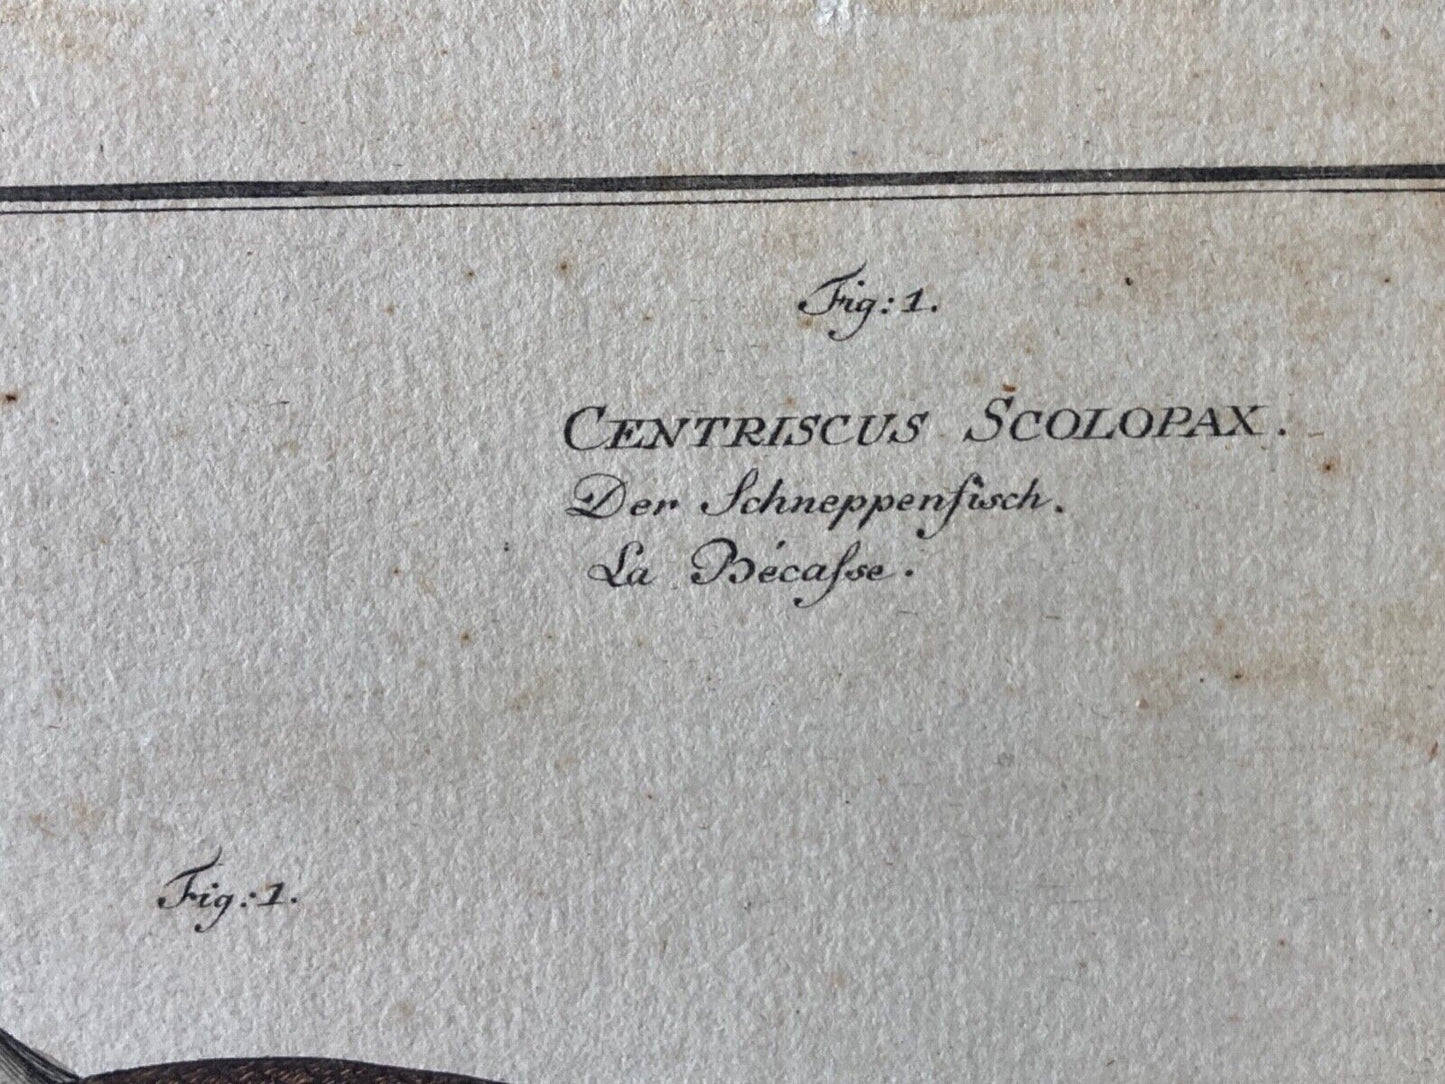 Fig: 1.
CENTRISCUS SCOLOPAX.
Der Schneppenfisch.
La Bécaſse.
Fig: 1.